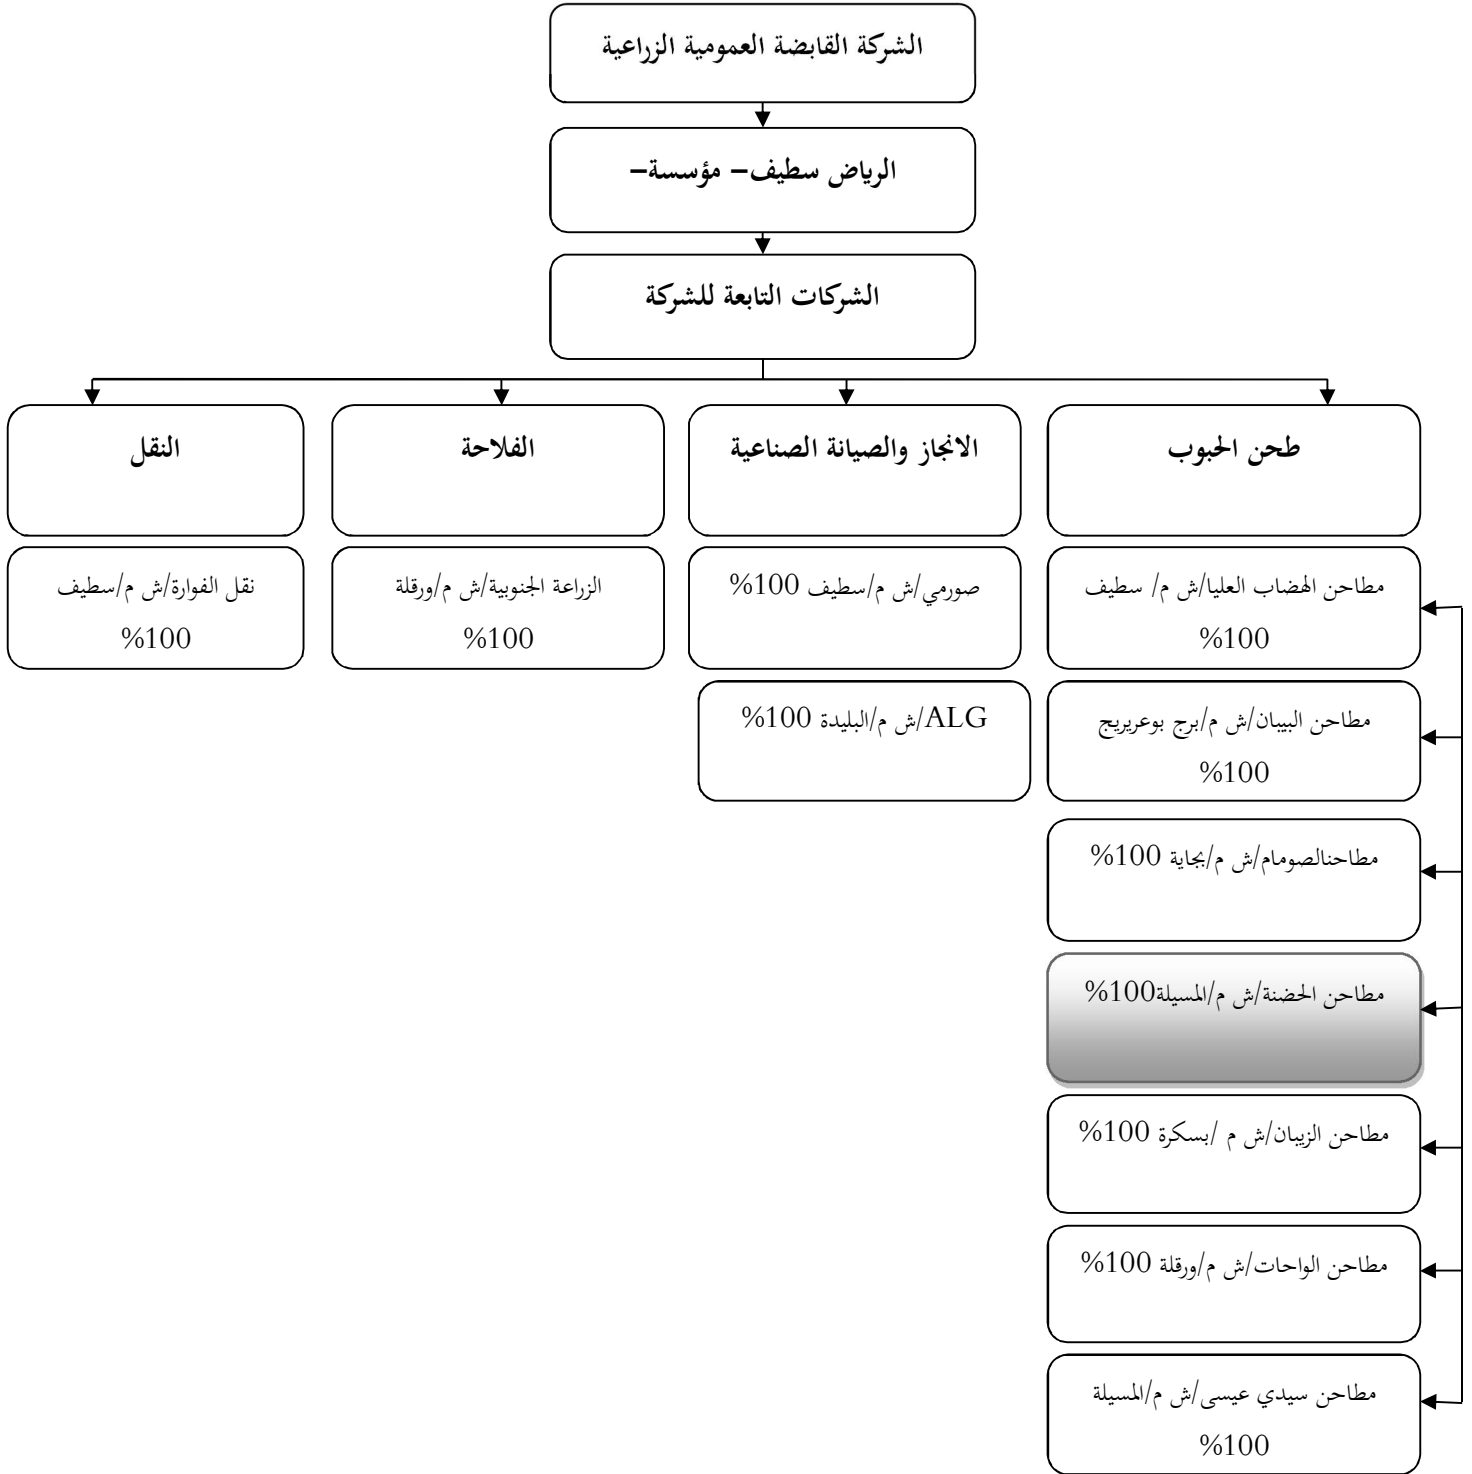 الشركة القابضة العمومية الزراعية
الرياض سطيف– مؤسسة–
الشركات التابعة للشركة
طحن الحبوب
الانجاز والصيانة الصناعية
الفلاحة
النقل
مطاحن الهضاب العليا/ش م/ سطيف
%100
صورمي/ش م/سطيف 100%
الزراعة الجنوبية/ش م/ورقلة
%100
نقل الفوارة/ش م/سطيف
%100
مطاحن البيبان/ش م/برج بوعريريج
%100
ALG/ش م/البليدة 100%
مطاحنالصومام/ش م/بجاية 100%
مطاحن الحضنة/ش م/المسيلة100%
مطاحن الزيبان/ش م /بسكرة 100%
مطاحن الواحات/ش م/ورقلة 100%
مطاحن سيدي عيسى/ش م/المسيلة
%100